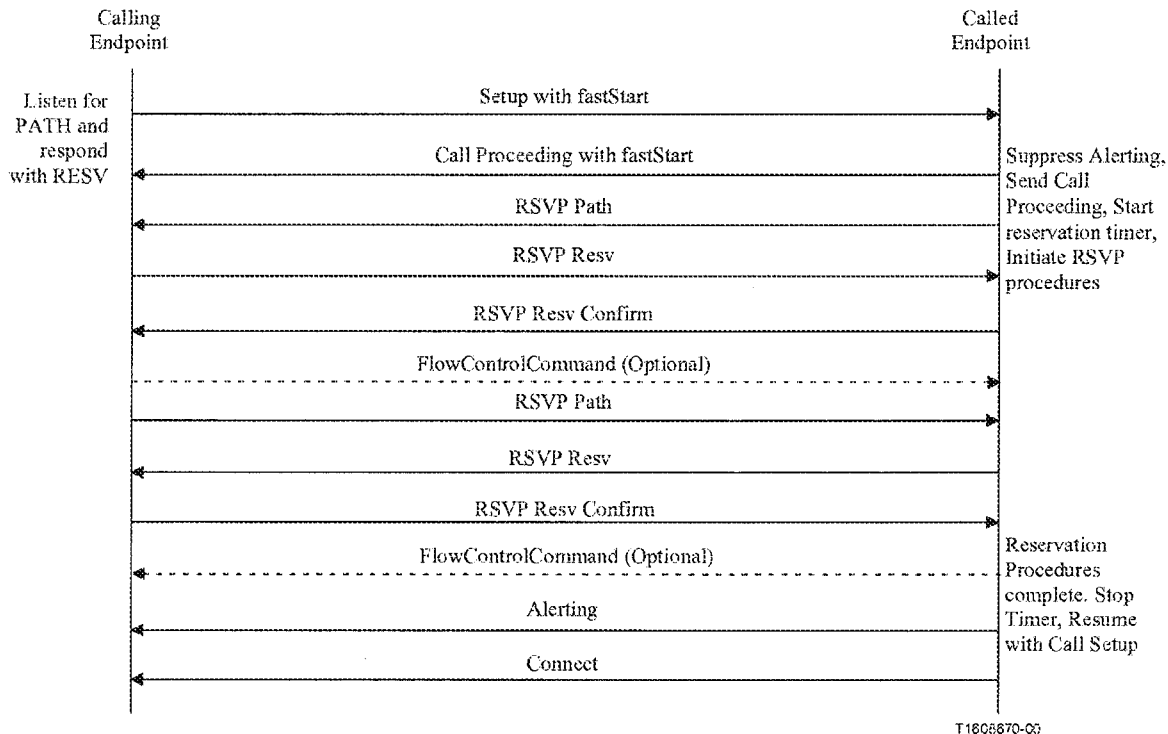 Calling
Endpoint
Called
Endpoint
Listen for
PATH and
respond
with RESV
Setup with fastStart
Call Proceeding with fastStart
Suppress Alerting,
Send Call
Proceeding, Start
reservation timer,
Initiate RSVP
procedures
RSVP Path
RSVP Resv
RSVP Resv Confirm
FlowControlCommand (Optional)
RSVP Path
RSVP Resv
RSVP Resv Confirm
FlowControlCommand (Optional)
Reservation
Procedures
complete. Stop
Timer, Resume
with Call Setup
Alerting
Connect
T1608670-00